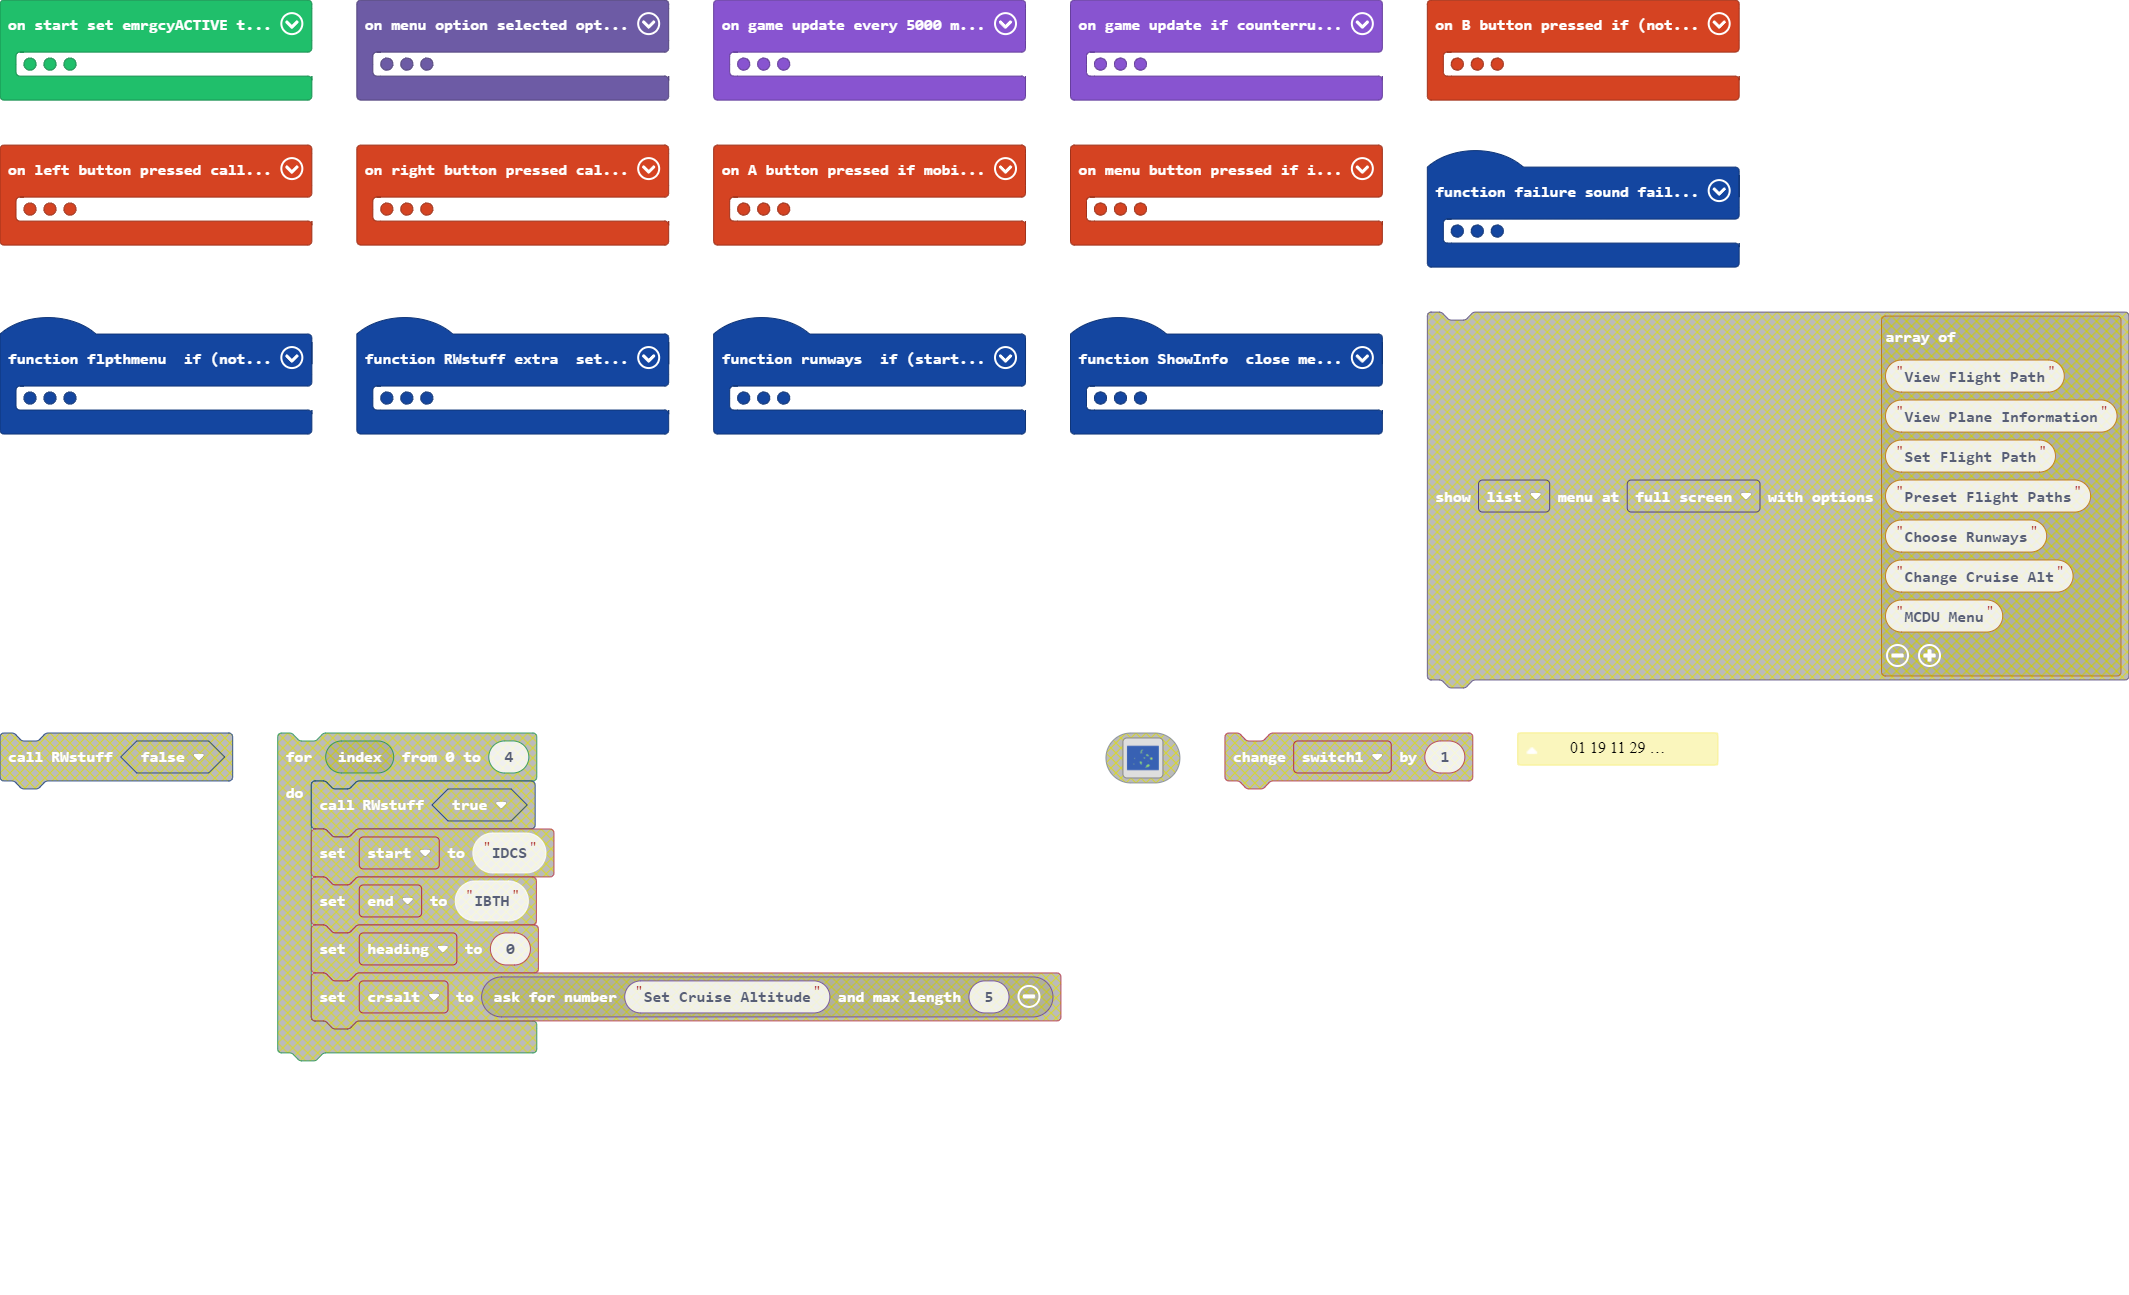 on start set emrgcyACTIVE t...
on menu option selected opt...
on game update every 5000 m...
on game update if counterru...
on B button pressed if (not...
on left button pressed call...
on right button pressed cal...
on A button pressed if mobi...
on menu button pressed if i...
function failure sound fail...
function flpthmenu if (not...
function RWstuff extra set...
function runways if (start...
function ShowInfo close me...
show list menu at full screen with options
array of
"View Flight Path"
"View Plane Information"
"Set Flight Path"
"Preset Flight Paths"
"Choose Runways"
"Change Cruise Alt"
"MCDU Menu"
call RWstuff false
for index from 0 to 4
do
call RWstuff true
set start to "IDCS"
set end to "IBTH"
set heading to 0
set crsalt to ask for number "Set Cruise Altitude" and max length 5
change switchl by 1
01 19 11 29 ...